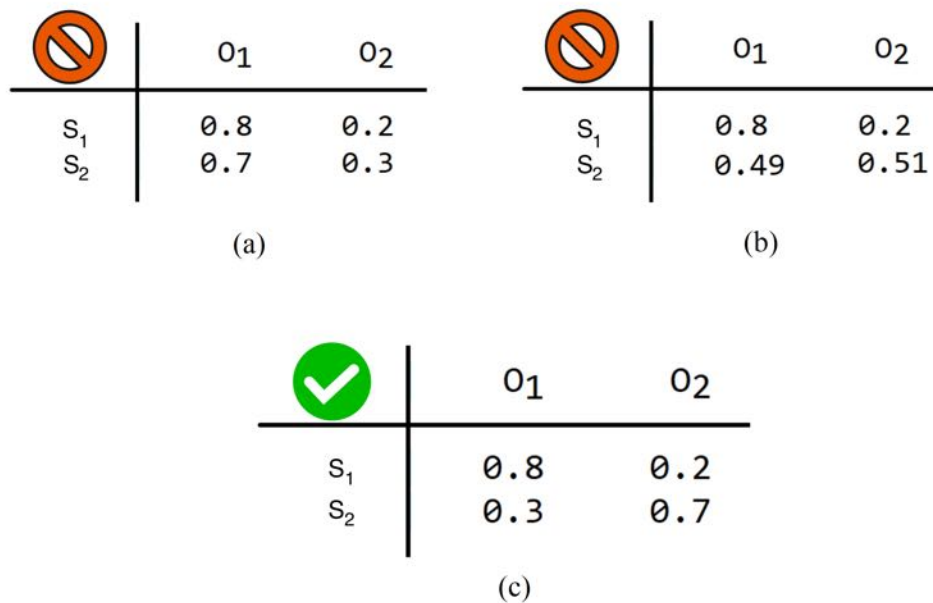 O1 O2
S1 0.8 0.2
S2 0.7 0.3
(a)
O1 O2
S1 0.8 0.2
S2 0.49 0.51
(b)
O1 O2
S1 0.8 0.2
S2 0.3 0.7
(c)